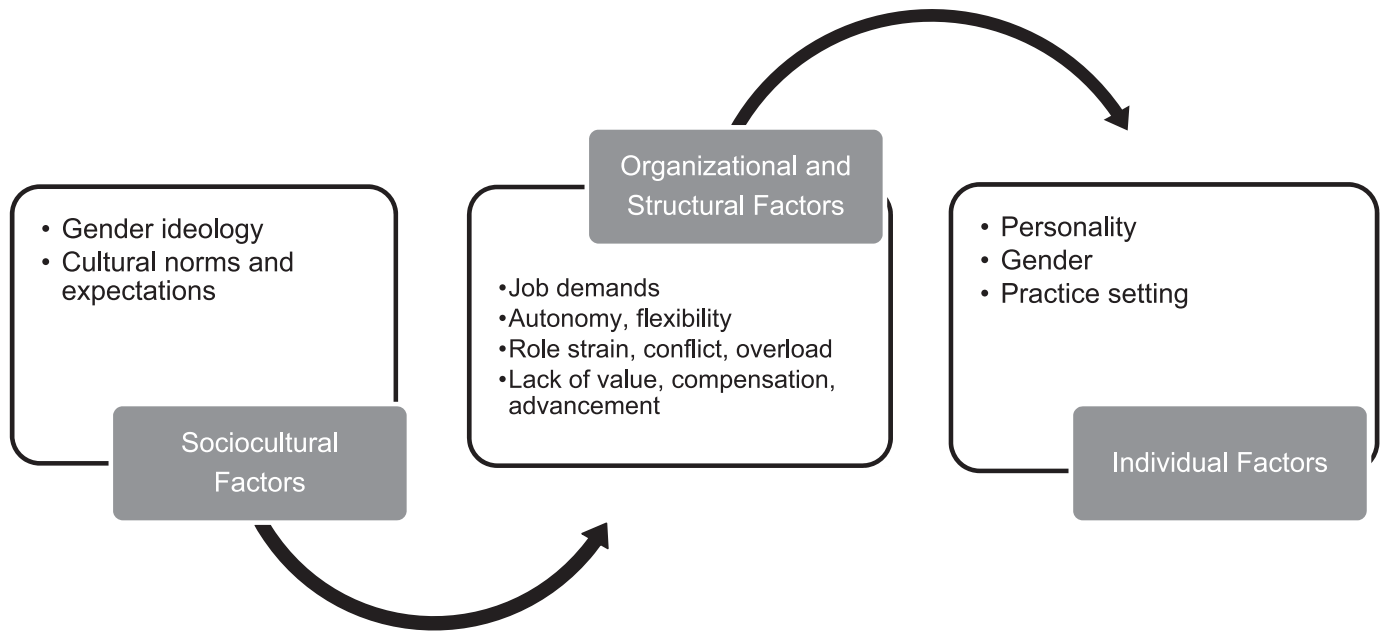 • Gender ideology
• Cultural norms and
expectations
Sociocultural
Factors
Organizational and
Structural Factors
•Job demands
•Autonomy, flexibility
•Role strain, conflict, overload
•Lack of value, compensation,
advancement
• Personality
• Gender
• Practice setting
Individual Factors